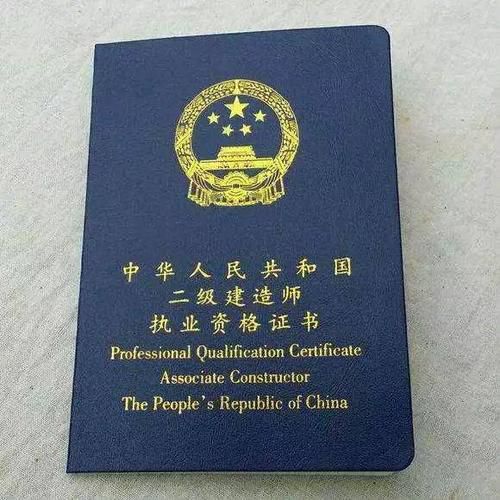 中华人民共和国
二级建造师
执业资格证书
Professional Qualification Certificate
Associate Constructor
The People's Republic of China